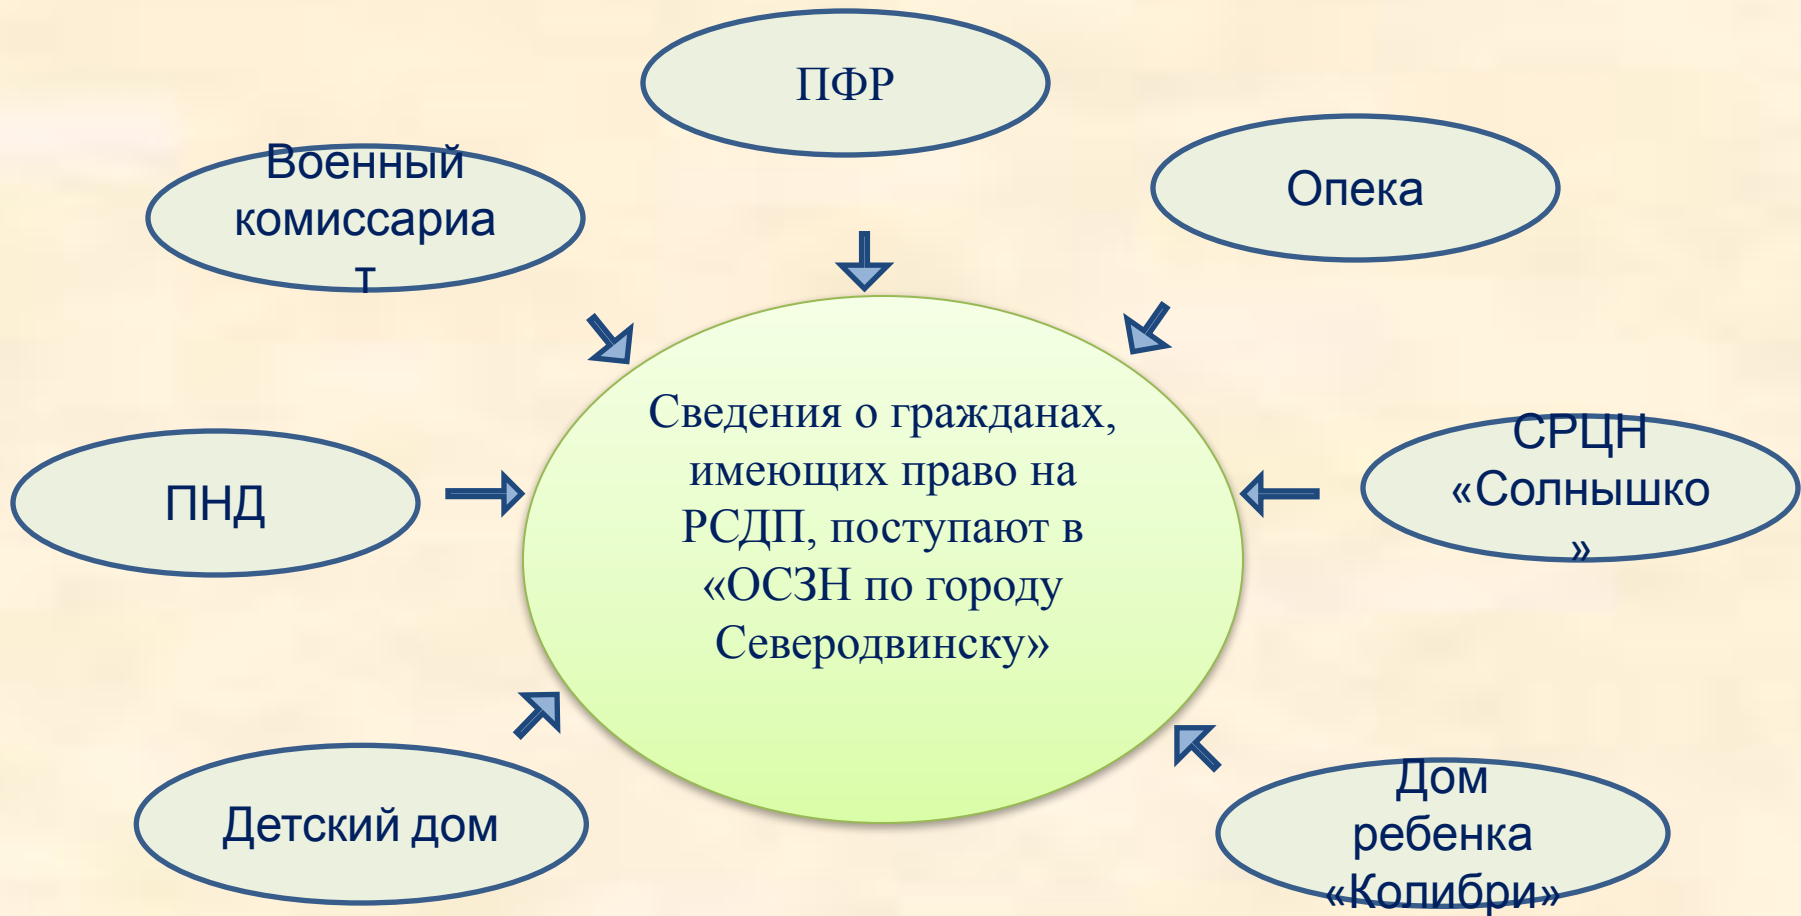 ПФР
Военный
комиссариа
т
Опека
Сведения о гражданах,
имеющих право на
РСДП, поступают в
«ОСЗН по городу
Северодвинску»
ПНД
СРЦН
«Солнышко
»
Детский дом
Дом
ребенка
«Колибри»